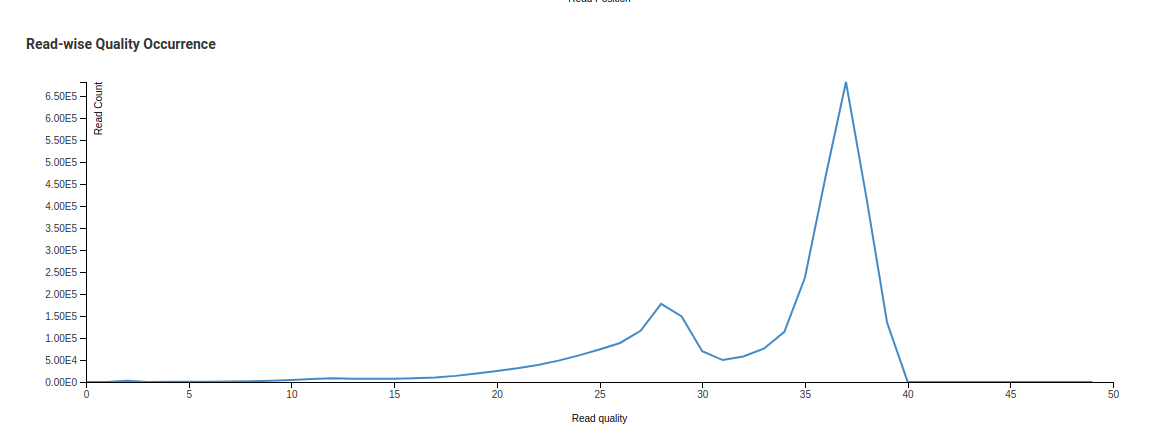 Read Position
Read-wise Quality Occurrence
Read Count
6.50E5
6.00E5
5.50E5
5.00E5
4.50E5
4.00E5
3.50E5
3.00E5
2.50E5
2.00E5
1.50E5
1.00E5
5.00E4
0.00E0
0 5 10 15 20 25 30 35 40 45 50
Read quality